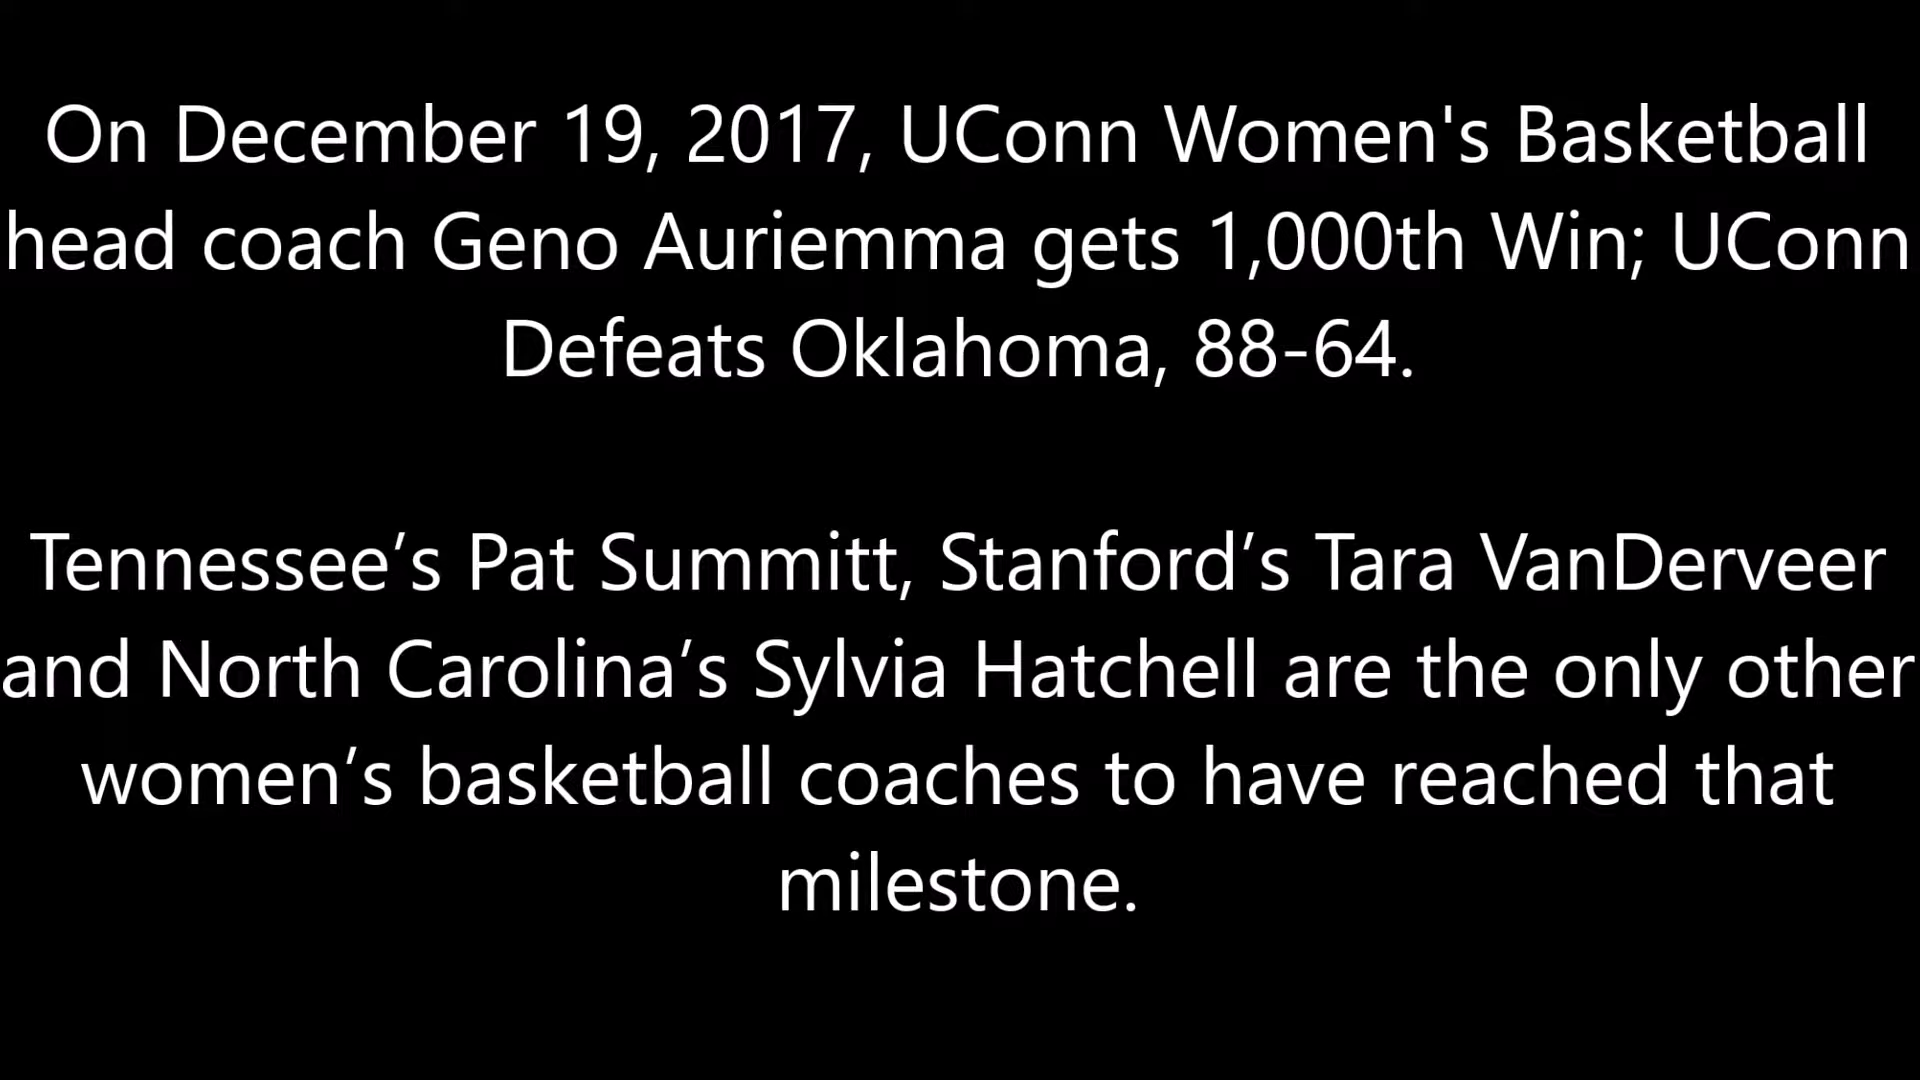 On December 19, 2017, UConn Women's Basketball
head coach Geno Auriemma gets 1,000th Win; UConn
Defeats Oklahoma, 88-64.
Tennessee’s Pat Summitt, Stanford’s Tara VanDerveer
and North Carolina’s Sylvia Hatchell are the only other
women’s basketball coaches to have reached that
milestone.